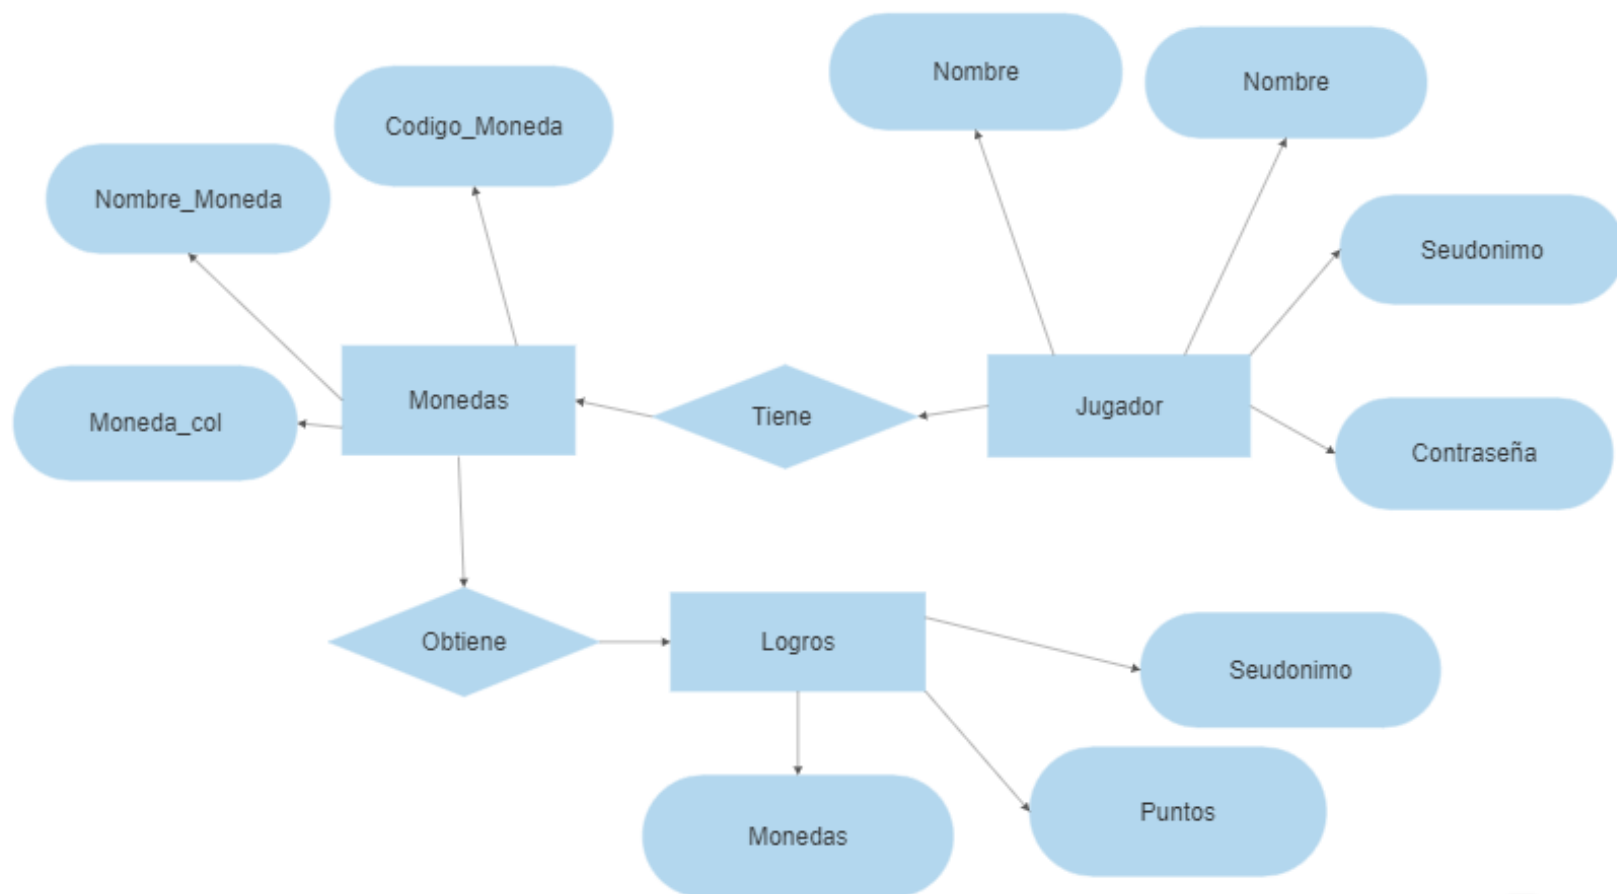 Nombre
Nombre
Codigo_Moneda
Nombre_Moneda
Seudonimo
Monedas
Tiene
Jugador
Moneda_col
Contraseña
Obtiene
Logros
Seudonimo
Puntos
Monedas